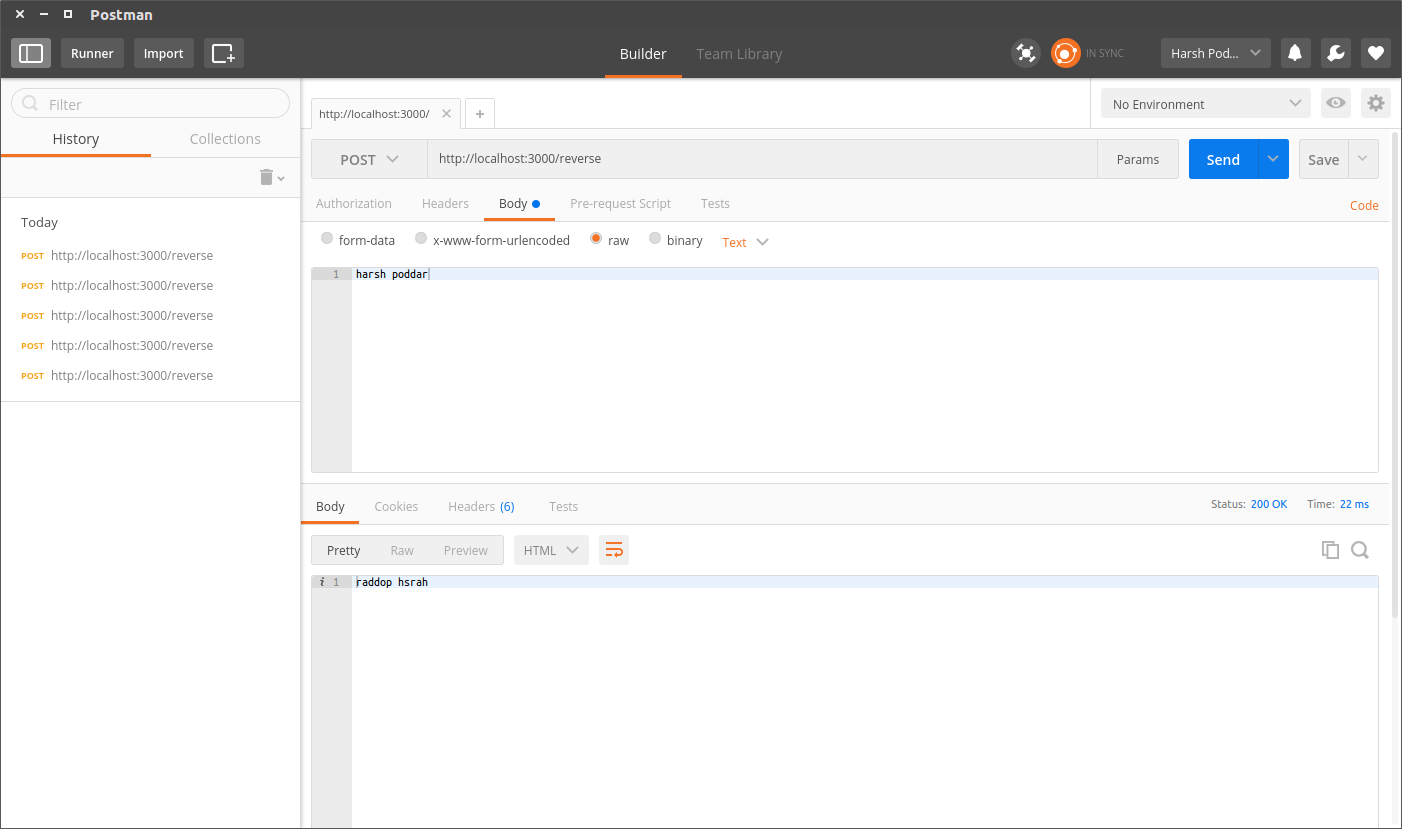 Postman
Runner Import Builder Team Library IN SYNC Harsh Pod...
Filter
History Collections
Today
POST http://localhost:3000/reverse
POST http://localhost:3000/reverse
POST http://localhost:3000/reverse
POST http://localhost:3000/reverse
POST http://localhost:3000/reverse
http://localhost:3000/ No Environment
POST http://localhost:3000/reverse Params Send Save
Authorization Headers Body Pre-request Script Tests Code
form-data x-www-form-urlencoded raw binary Text
1 harsh poddar
Body Cookies Headers (6) Tests Status: 200 OK Time: 22 ms
Pretty Raw Preview HTML
i 1 raddop hsrah